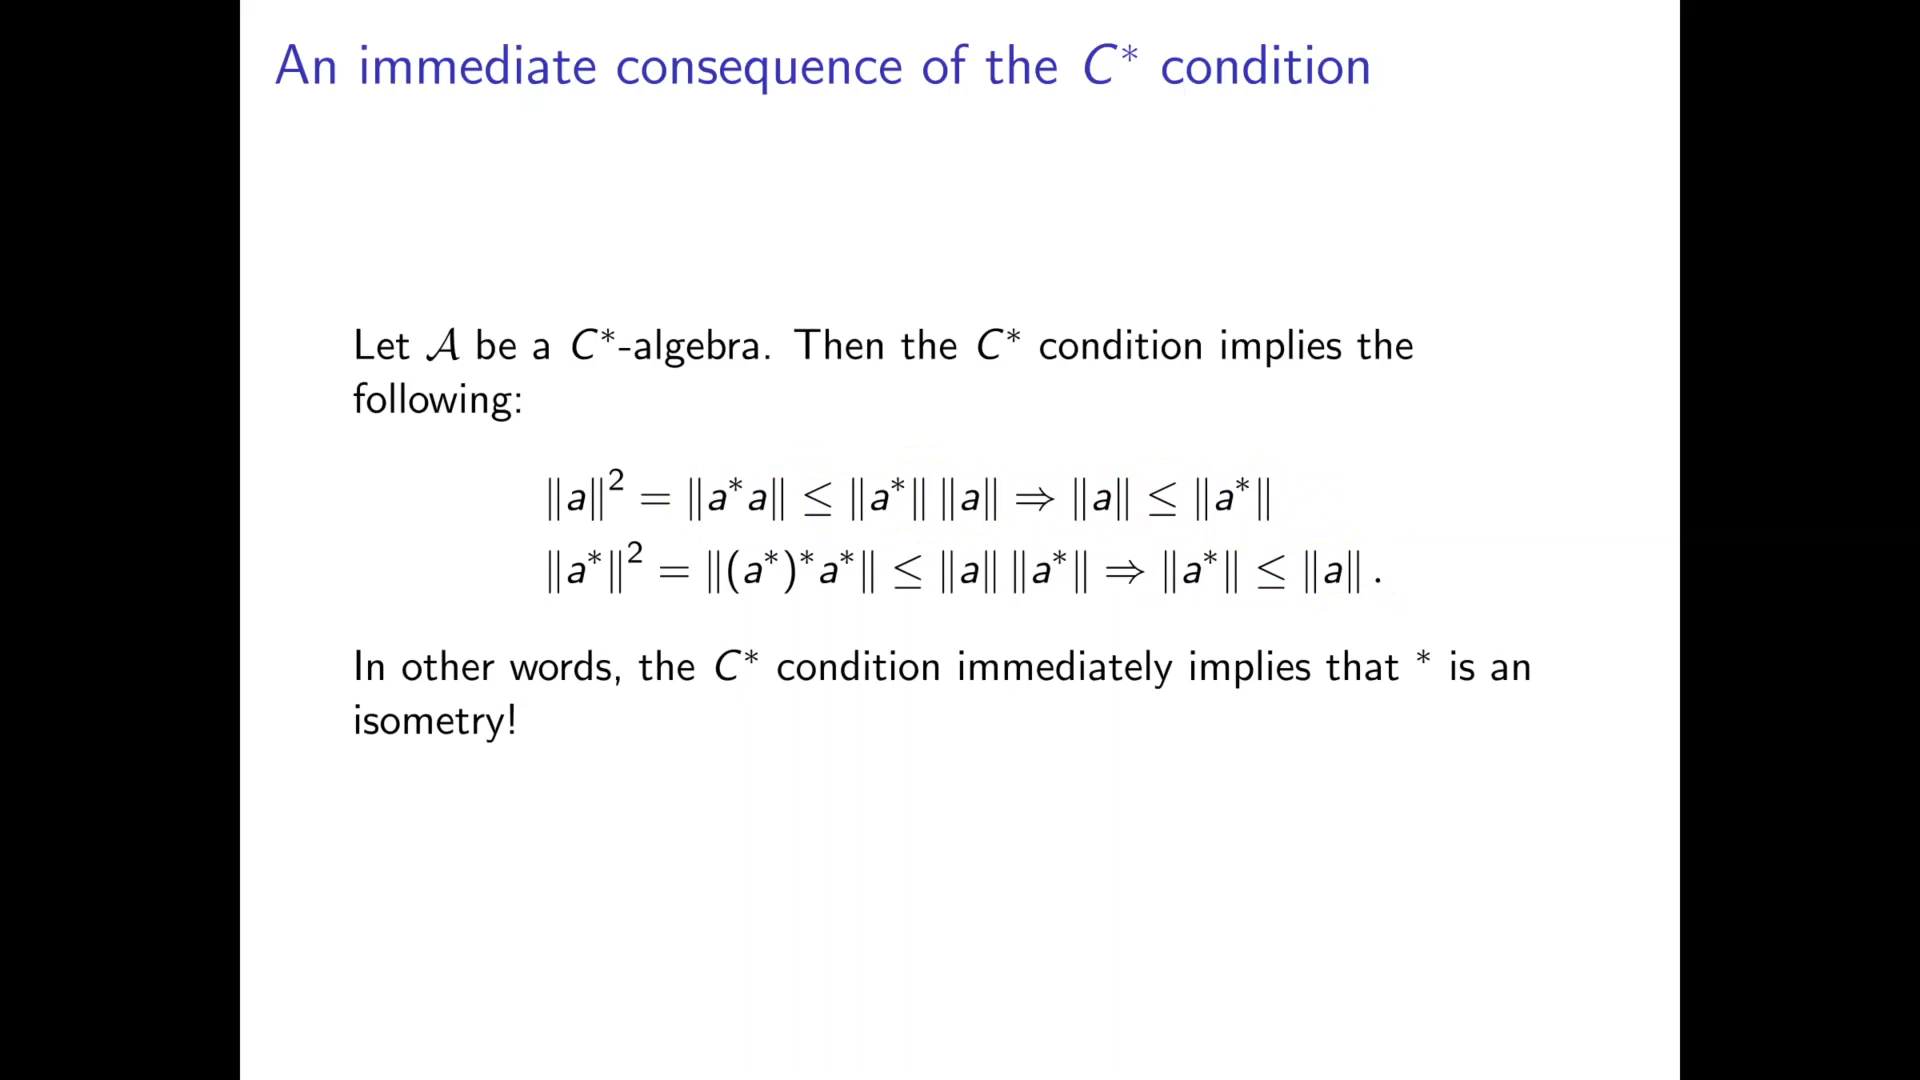 An immediate consequence of the C* condition
Let 𝒜 be a C*-algebra. Then the C* condition implies the
following:
‖a‖² = ‖a*a‖ ≤ ‖a*‖ ‖a‖ ⇒ ‖a‖ ≤ ‖a*‖
‖a*‖² = ‖(a*)*a*‖ ≤ ‖a‖ ‖a*‖ ⇒ ‖a*‖ ≤ ‖a‖ .
In other words, the C* condition immediately implies that * is an
isometry!